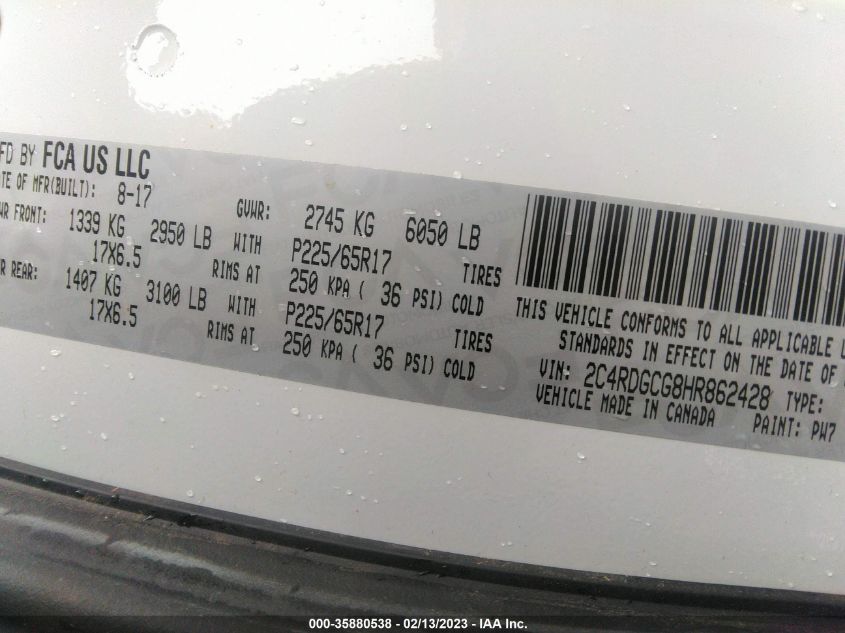 FD BY FCA US LLC
TE OF MFR(BUILT): 8-17
GVWR: 2745 KG 6050 LB
WR FRONT: 1339 KG 2950 LB WITH P225/65R17 TIRES
17X6.5 RIMS AT 250 KPA ( 36 PSI) COLD
R REAR: 1407 KG 3100 LB WITH P225/65R17 TIRES
17X6.5 RIMS AT 250 KPA ( 36 PSI) COLD
THIS VEHICLE CONFORMS TO ALL APPLICABLE
STANDARDS IN EFFECT ON THE DATE OF
VIN: 2C4RDGCG8HR862428 TYPE:
VEHICLE MADE IN CANADA PAINT: PW7
000-35880538 - 02/13/2023 - IAA Inc.